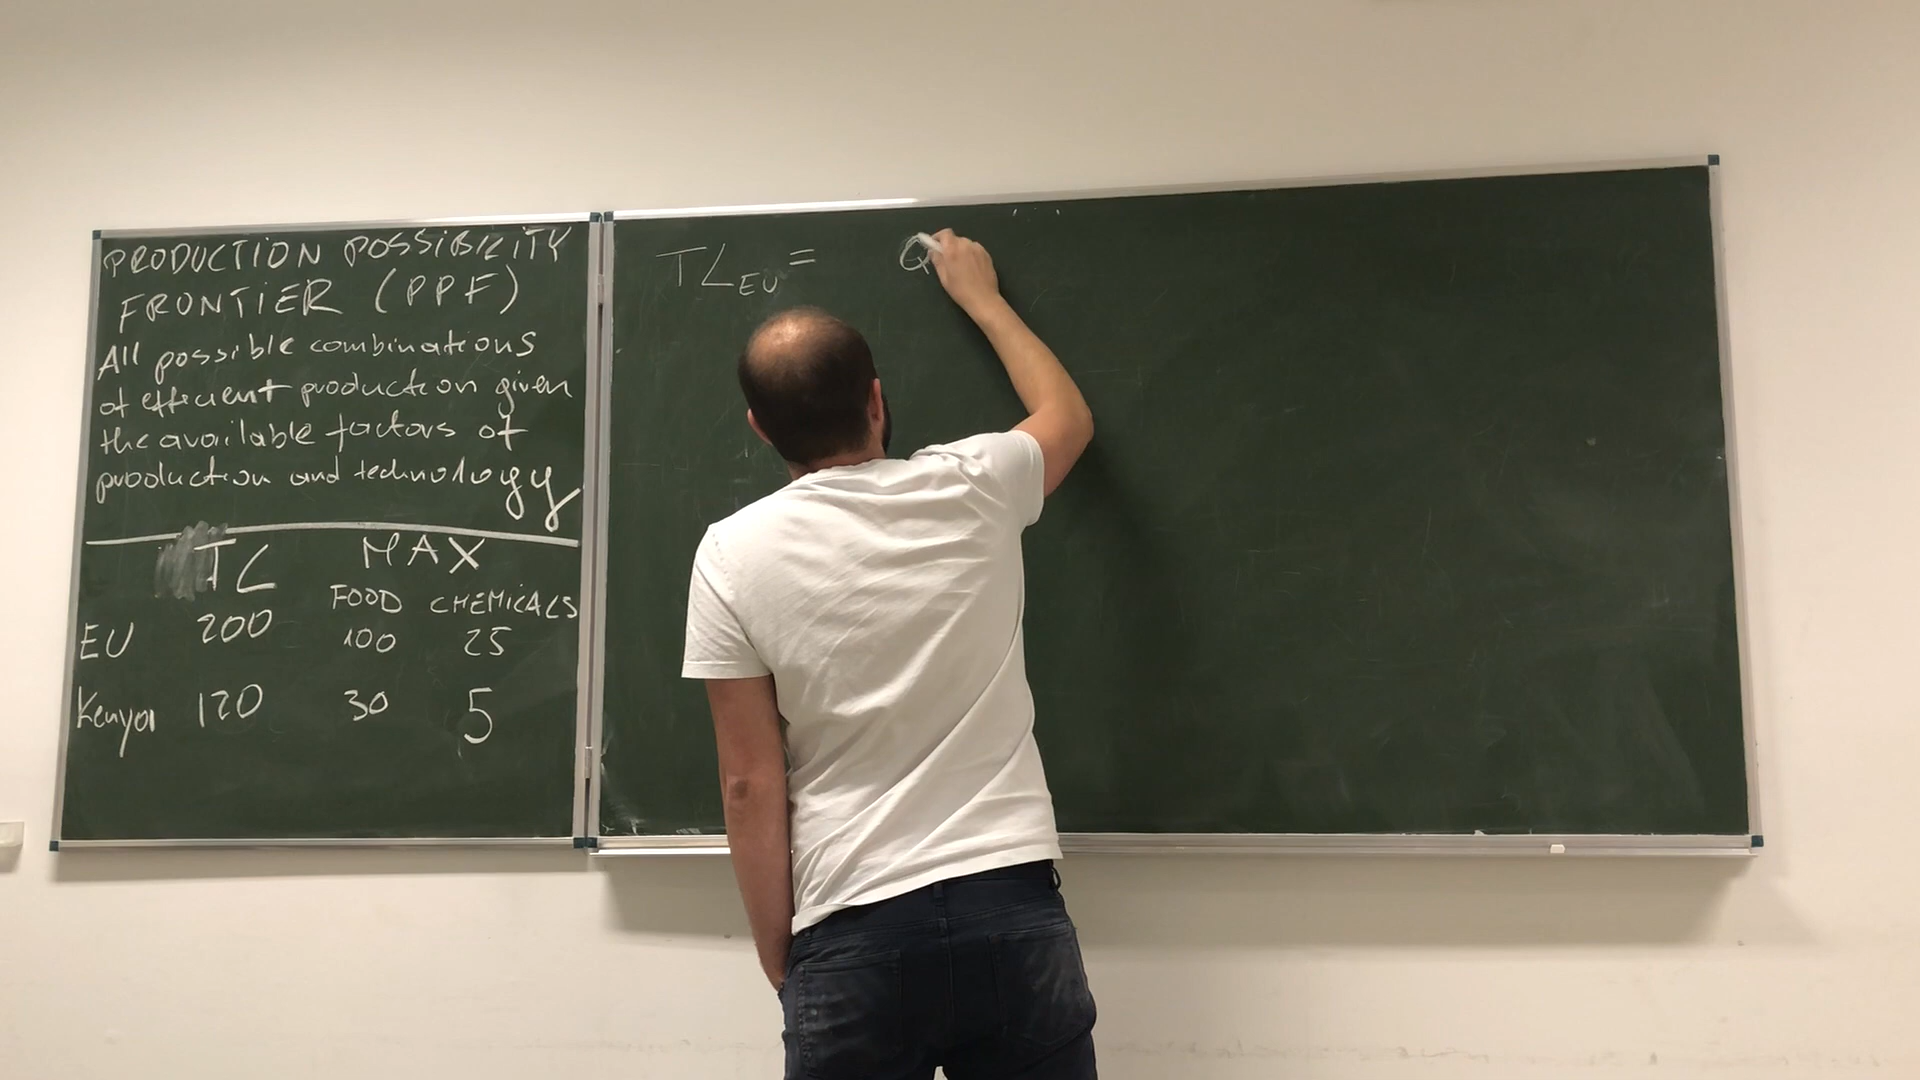 PRODUCTION POSSIBILITY
FRONTIER (PPF)
All possible combinations
of efficient production given
the available factors of
production and technology
TL MAX
FOOD CHEMICALS
EU 200 100 25
Kenya 120 30 5
TL EU = Q